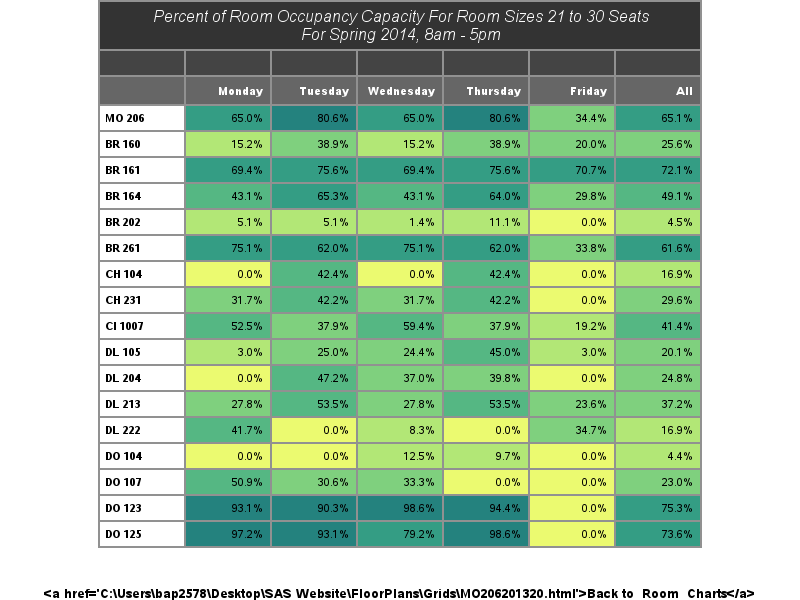 Percent of Room Occupancy Capacity For Room Sizes 21 to 30 Seats
For Spring 2014, 8am - 5pm
Monday Tuesday Wednesday Thursday Friday All
MO 206 65.0% 80.6% 65.0% 80.6% 34.4% 65.1%
BR 160 15.2% 38.9% 15.2% 38.9% 20.0% 25.6%
BR 161 69.4% 75.6% 69.4% 75.6% 70.7% 72.1%
BR 164 43.1% 65.3% 43.1% 64.0% 29.8% 49.1%
BR 202 5.1% 5.1% 1.4% 11.1% 0.0% 4.5%
BR 261 75.1% 62.0% 75.1% 62.0% 33.8% 61.6%
CH 104 0.0% 42.4% 0.0% 42.4% 0.0% 16.9%
CH 231 31.7% 42.2% 31.7% 42.2% 0.0% 29.6%
CI 1007 52.5% 37.9% 59.4% 37.9% 19.2% 41.4%
DL 105 3.0% 25.0% 24.4% 45.0% 3.0% 20.1%
DL 204 0.0% 47.2% 37.0% 39.8% 0.0% 24.8%
DL 213 27.8% 53.5% 27.8% 53.5% 23.6% 37.2%
DL 222 41.7% 0.0% 8.3% 0.0% 34.7% 16.9%
DO 104 0.0% 0.0% 12.5% 9.7% 0.0% 4.4%
DO 107 50.9% 30.6% 33.3% 0.0% 0.0% 23.0%
DO 123 93.1% 90.3% 98.6% 94.4% 0.0% 75.3%
DO 125 97.2% 93.1% 79.2% 98.6% 0.0% 73.6%
<a href='C:\Users\bap2578\Desktop\SAS Website\FloorPlans\Grids\MO206201320.html'>Back to Room Charts</a>